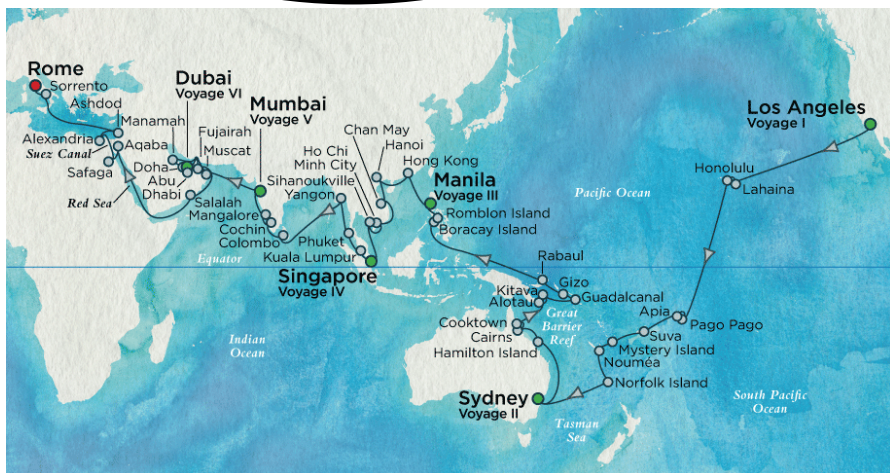 Rome
Sorrento
Ashdod
Alexandria
Suez Canal
Aqaba
Safaga
Red Sea
Dubai
Voyage VI
Manamah
Fujairah
Muscat
Doha
Abu
Dhabi
Salalah
Mumbai
Voyage V
Mangalore
Cochin
Colombo
Equator
Indian
Ocean
Chan May
Hanoi
Ho Chi
Minh City
Hong Kong
Sihanoukville
Yangon
Phuket
Kuala Lumpur
Singapore
Voyage IV
Manila
Voyage III
Romblon Island
Boracay Island
Pacific Ocean
Los Angeles
Voyage I
Honolulu
Lahaina
Rabaul
Kitava
Gizo
Alotau
Guadalcanal
Great
Barrier
Reef
Cooktown
Cairns
Hamilton Island
Apia
Pago Pago
Suva
Mystery Island
Nouméa
Norfolk Island
Sydney
Voyage II
Tasman
Sea
South Pacific
Ocean